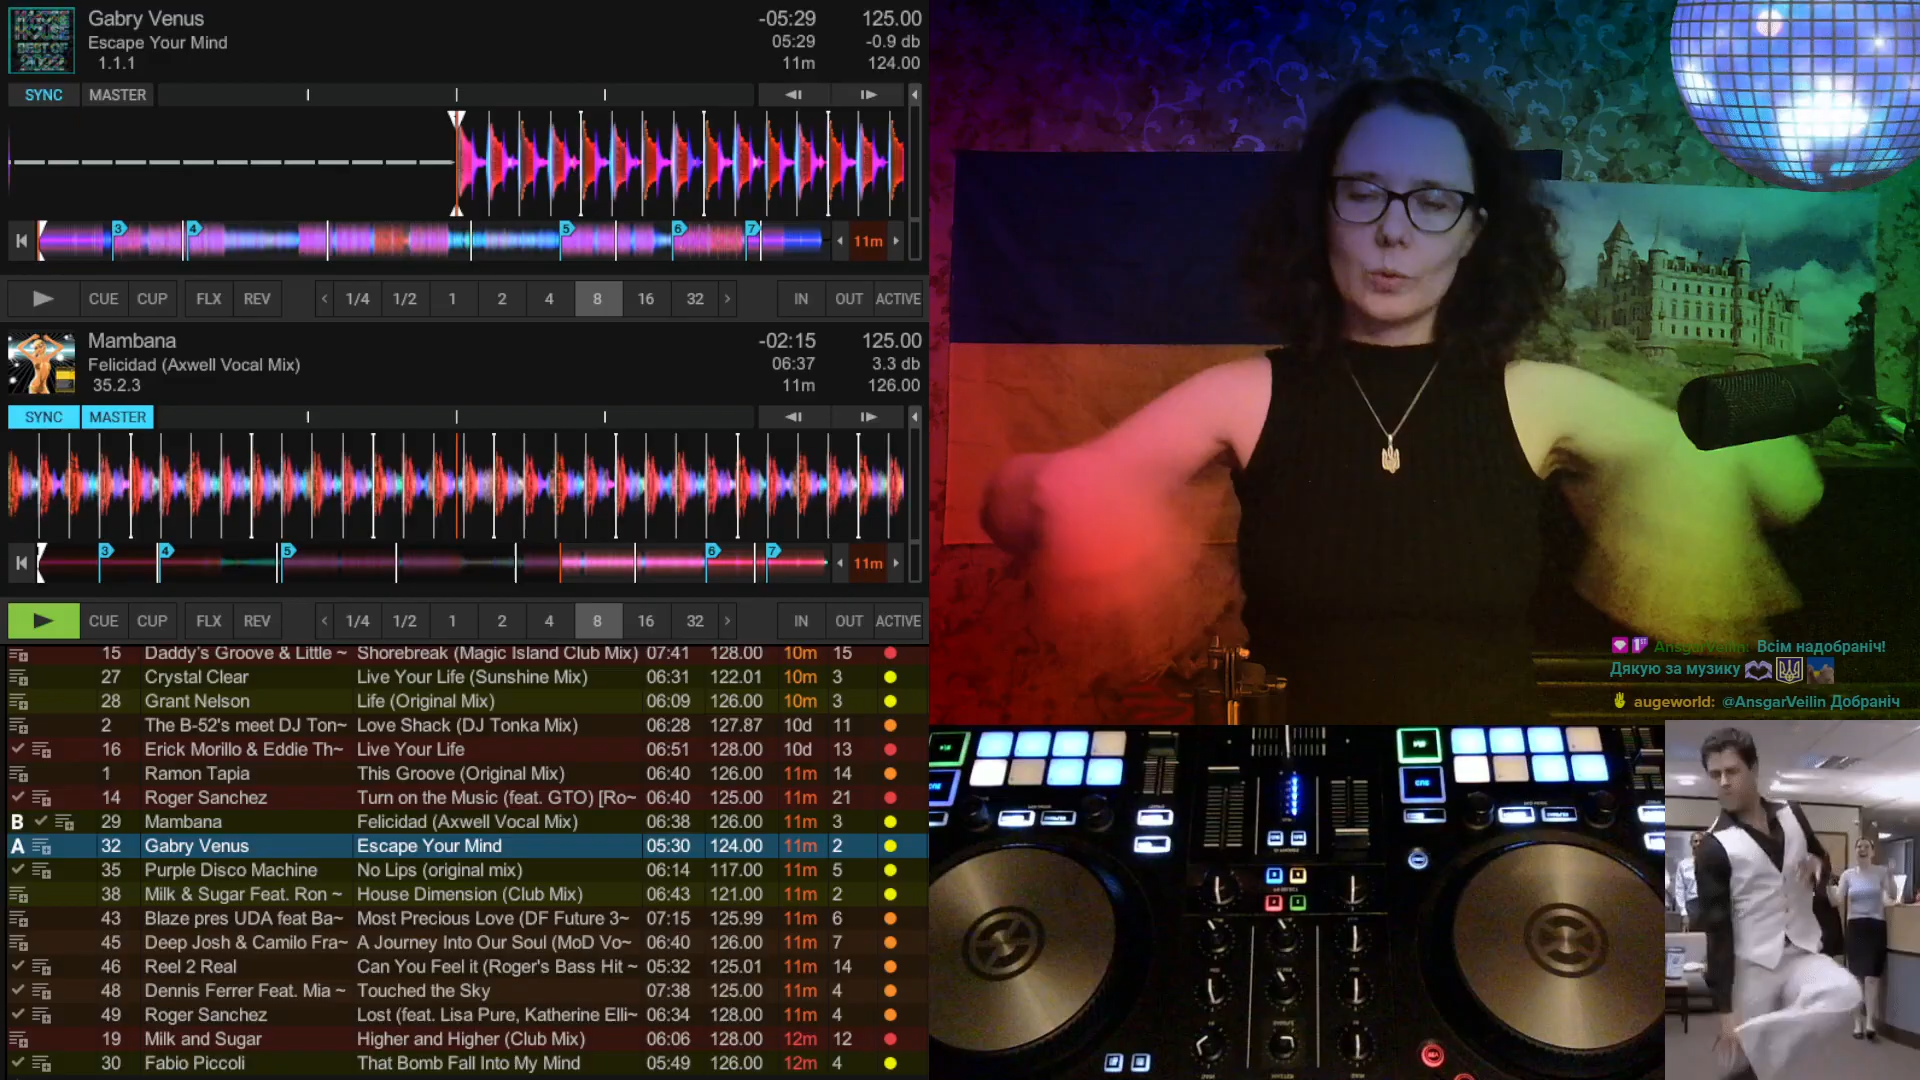 HOUSE
BEST OF
2022
Gabry Venus
-05:29
125.00
Escape Your Mind
05:29
-0.9 db
1.1.1
11m
124.00
SYNC
MASTER
3
4
5
6
7
11m
CUE
CUP
FLX
REV
1/4
1/2
1
2
4
8
16
32
IN
OUT
ACTIVE
Mambana
-02:15
125.00
Felicidad (Axwell Vocal Mix)
06:37
3.3 db
35.2.3
11m
126.00
SYNC
MASTER
3
4
5
6
7
11m
CUE
CUP
FLX
REV
1/4
1/2
1
2
4
8
16
32
IN
OUT
ACTIVE
15 Daddy's Groove & Little ~ Shorebreak (Magic Island Club Mix) 07:41 128.00 10m 15
27 Crystal Clear Live Your Life (Sunshine Mix) 06:31 122.01 10m 3
28 Grant Nelson Life (Original Mix) 06:09 126.00 10m 3
2 The B-52's meet DJ Ton~ Love Shack (DJ Tonka Mix) 06:28 127.87 10d 11
16 Erick Morillo & Eddie Th~ Live Your Life 06:51 128.00 10d 13
1 Ramon Tapia This Groove (Original Mix) 06:40 126.00 11m 14
14 Roger Sanchez Turn on the Music (feat. GTO) [Ro~ 06:40 125.00 11m 21
B 29 Mambana Felicidad (Axwell Vocal Mix) 06:38 126.00 11m 3
A 32 Gabry Venus Escape Your Mind 05:30 124.00 11m 2
35 Purple Disco Machine No Lips (original mix) 06:14 117.00 11m 5
38 Milk & Sugar Feat. Ron ~ House Dimension (Club Mix) 06:43 121.00 11m 2
43 Blaze pres UDA feat Ba~ Most Precious Love (DF Future 3~ 07:15 125.99 11m 6
45 Deep Josh & Camilo Fra~ A Journey Into Our Soul (MoD Vo~ 06:40 126.00 11m 7
46 Reel 2 Real Can You Feel it (Roger's Bass Hit ~ 05:32 125.01 11m 14
48 Dennis Ferrer Feat. Mia ~ Touched the Sky 07:38 125.00 11m 4
49 Roger Sanchez Lost (feat. Lisa Pure, Katherine Elli~ 06:34 128.00 11m 4
19 Milk and Sugar Higher and Higher (Club Mix) 06:06 128.00 12m 12
30 Fabio Piccoli That Bomb Fall Into My Mind 05:49 126.00 12m 4
1ST AnsgarVeilin: Всім надобраніч!
Дякую за музику
augeworld: @AnsgarVeilin Добраніч